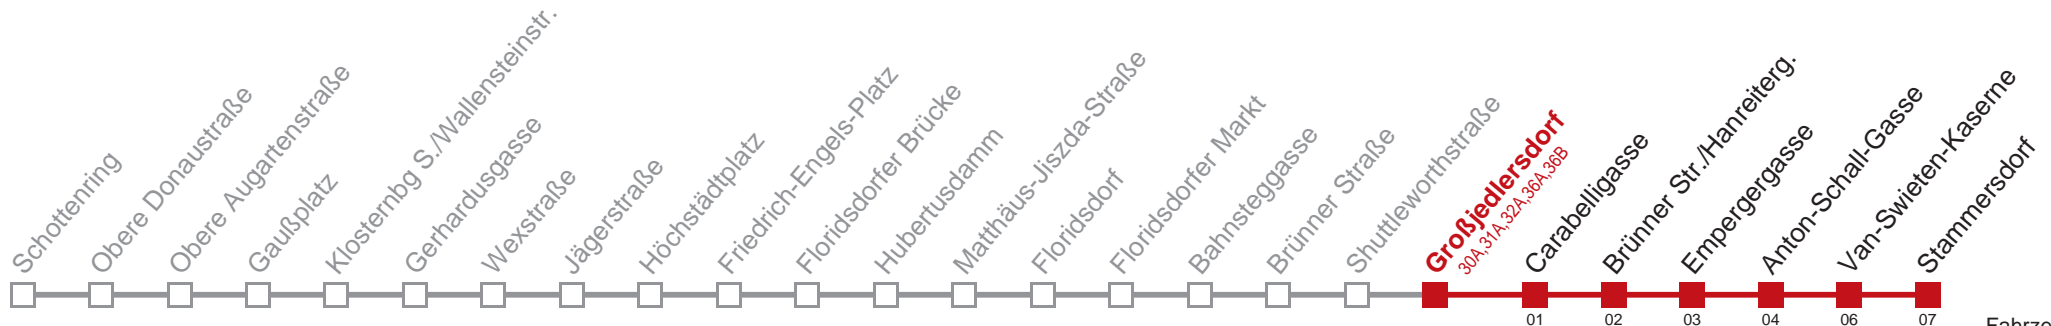 Schottenring
Obere Donaustraße
Obere Augartenstraße
Gaußplatz
Klosternbg S./Wallensteinstr.
Gerhardusgasse
Wexstraße
Jägerstraße
Höchstädtplatz
Friedrich-Engels-Platz
Floridsdorfer Brücke
Hubertusdamm
Matthäus-Jiszda-Straße
Floridsdorf
Floridsdorfer Markt
Bahnsteggasse
Brünner Straße
Shuttleworthstraße
Großjedlersdorf
30A,31A,32A,36A,36B
Carabelligasse
Brünner Str./Hanreiterg.
Empergergasse
Anton-Schall-Gasse
Van-Swieten-Kaserne
Stammersdorf
01 02 03 04 06 07